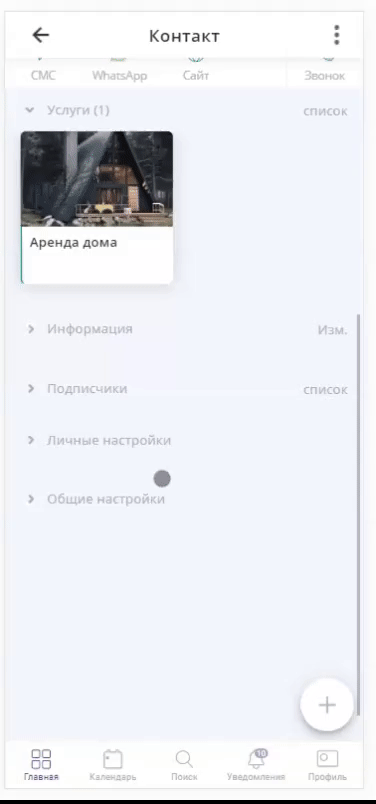 Контакт
СМС WhatsApp Сайт Звонок
Услуги (1) список
Аренда дома
Информация Изм.
Подписчики список
Личные настройки
Общие настройки
10
Главная Календарь Поиск Уведомления Профиль